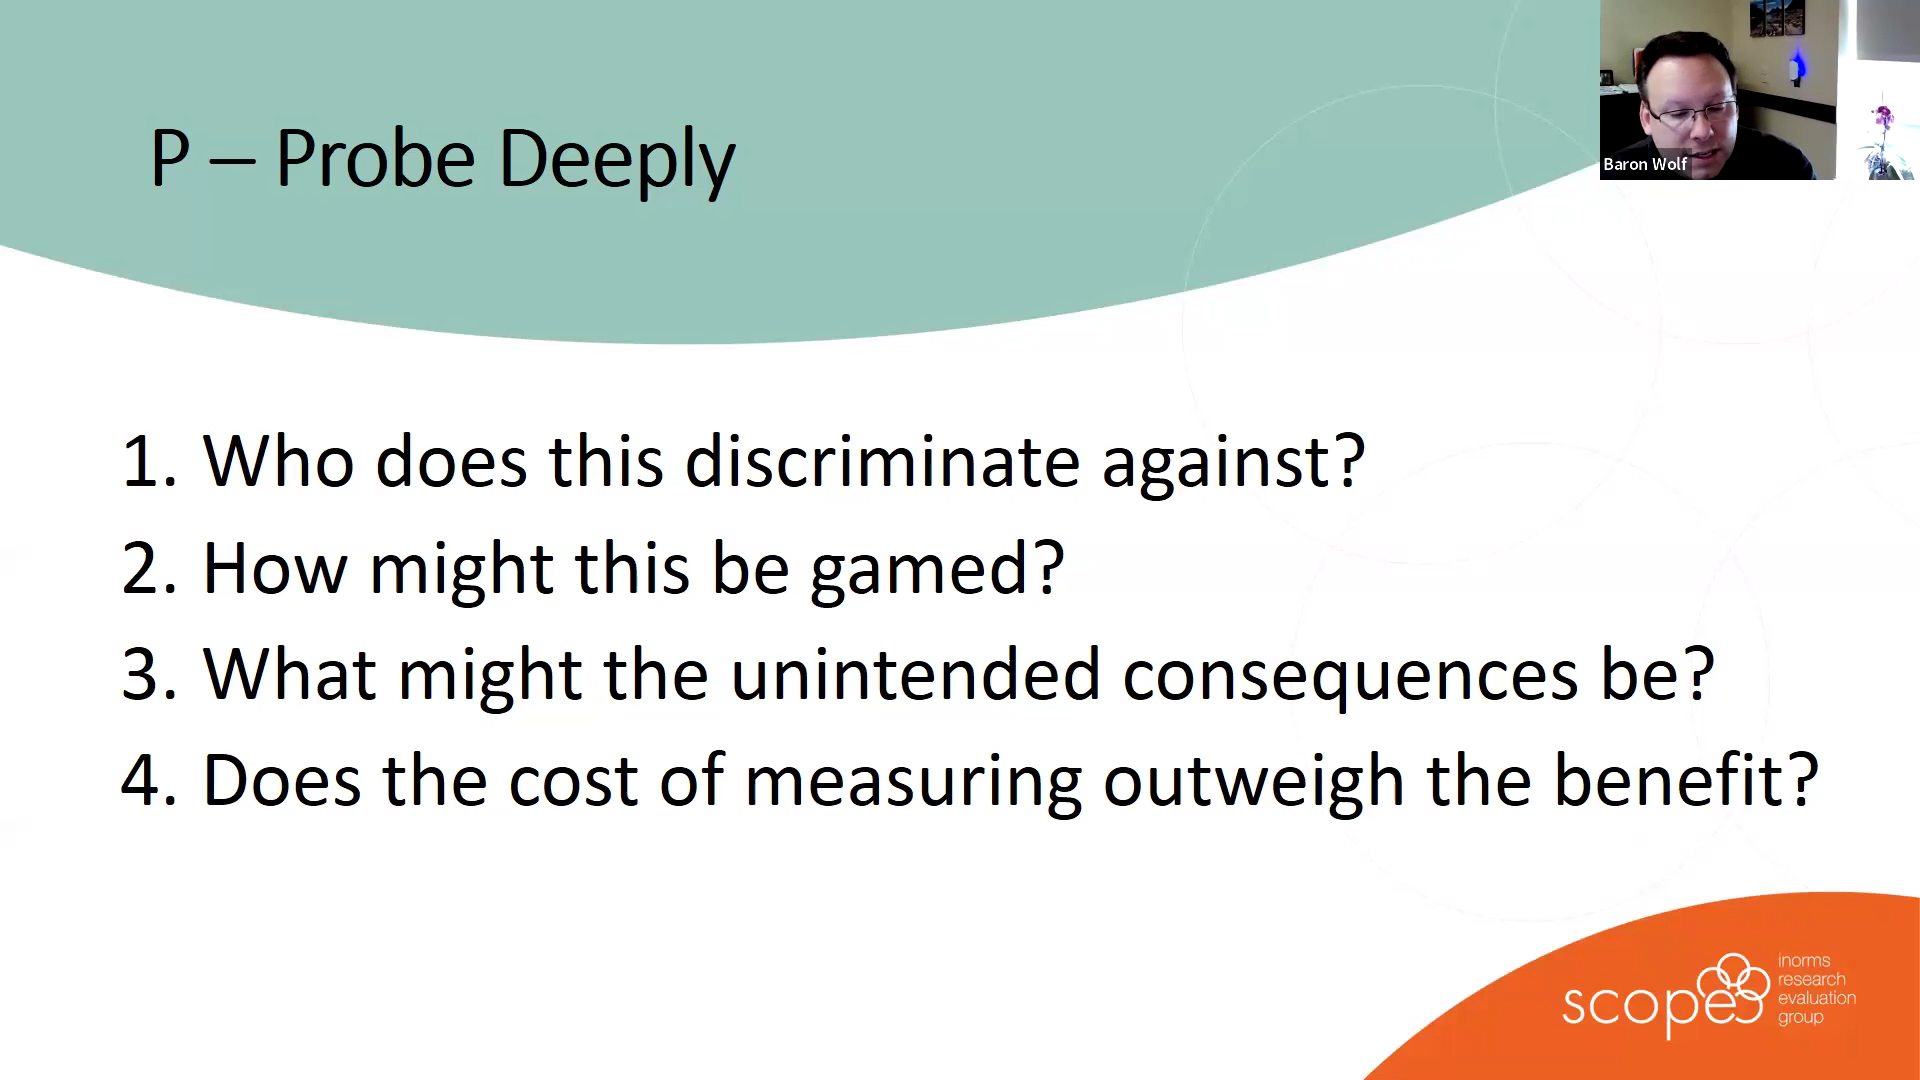 P – Probe Deeply
Baron Wolf
1. Who does this discriminate against?
2. How might this be gamed?
3. What might the unintended consequences be?
4. Does the cost of measuring outweigh the benefit?
scope
inorms
research
evaluation
group